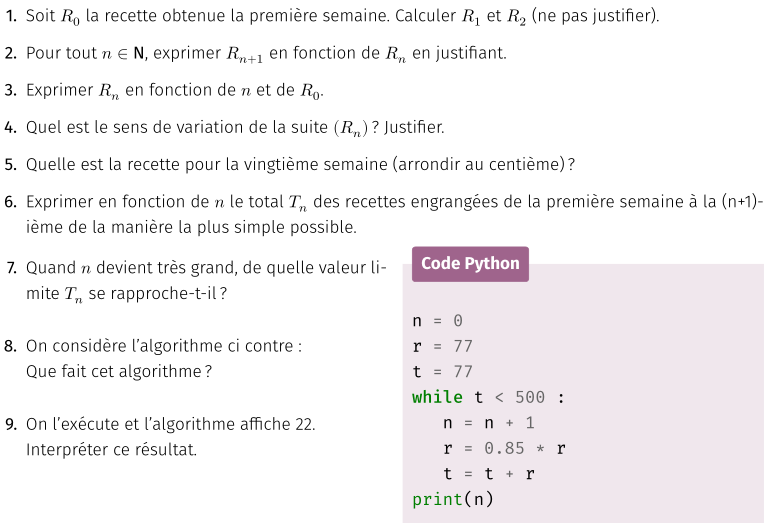 1. Soit R₀ la recette obtenue la première semaine. Calculer R₁ et R₂ (ne pas justifier).
2. Pour tout n ∈ N, exprimer Rₙ₊₁ en fonction de Rₙ en justifiant.
3. Exprimer Rₙ en fonction de n et de R₀.
4. Quel est le sens de variation de la suite (Rₙ) ? Justifier.
5. Quelle est la recette pour la vingtième semaine (arrondir au centième) ?
6. Exprimer en fonction de n le total Tₙ des recettes engrangées de la première semaine à la (n+1)-
ième de la manière la plus simple possible.
7. Quand n devient très grand, de quelle valeur li-
mite Tₙ se rapproche-t-il ?
8. On considère l'algorithme ci contre :
Que fait cet algorithme ?
9. On l'exécute et l'algorithme affiche 22.
Interpréter ce résultat.
Code Python
n = 0
r = 77
t = 77
while t < 500 :
    n = n + 1
    r = 0.85 * r
    t = t + r
print(n)